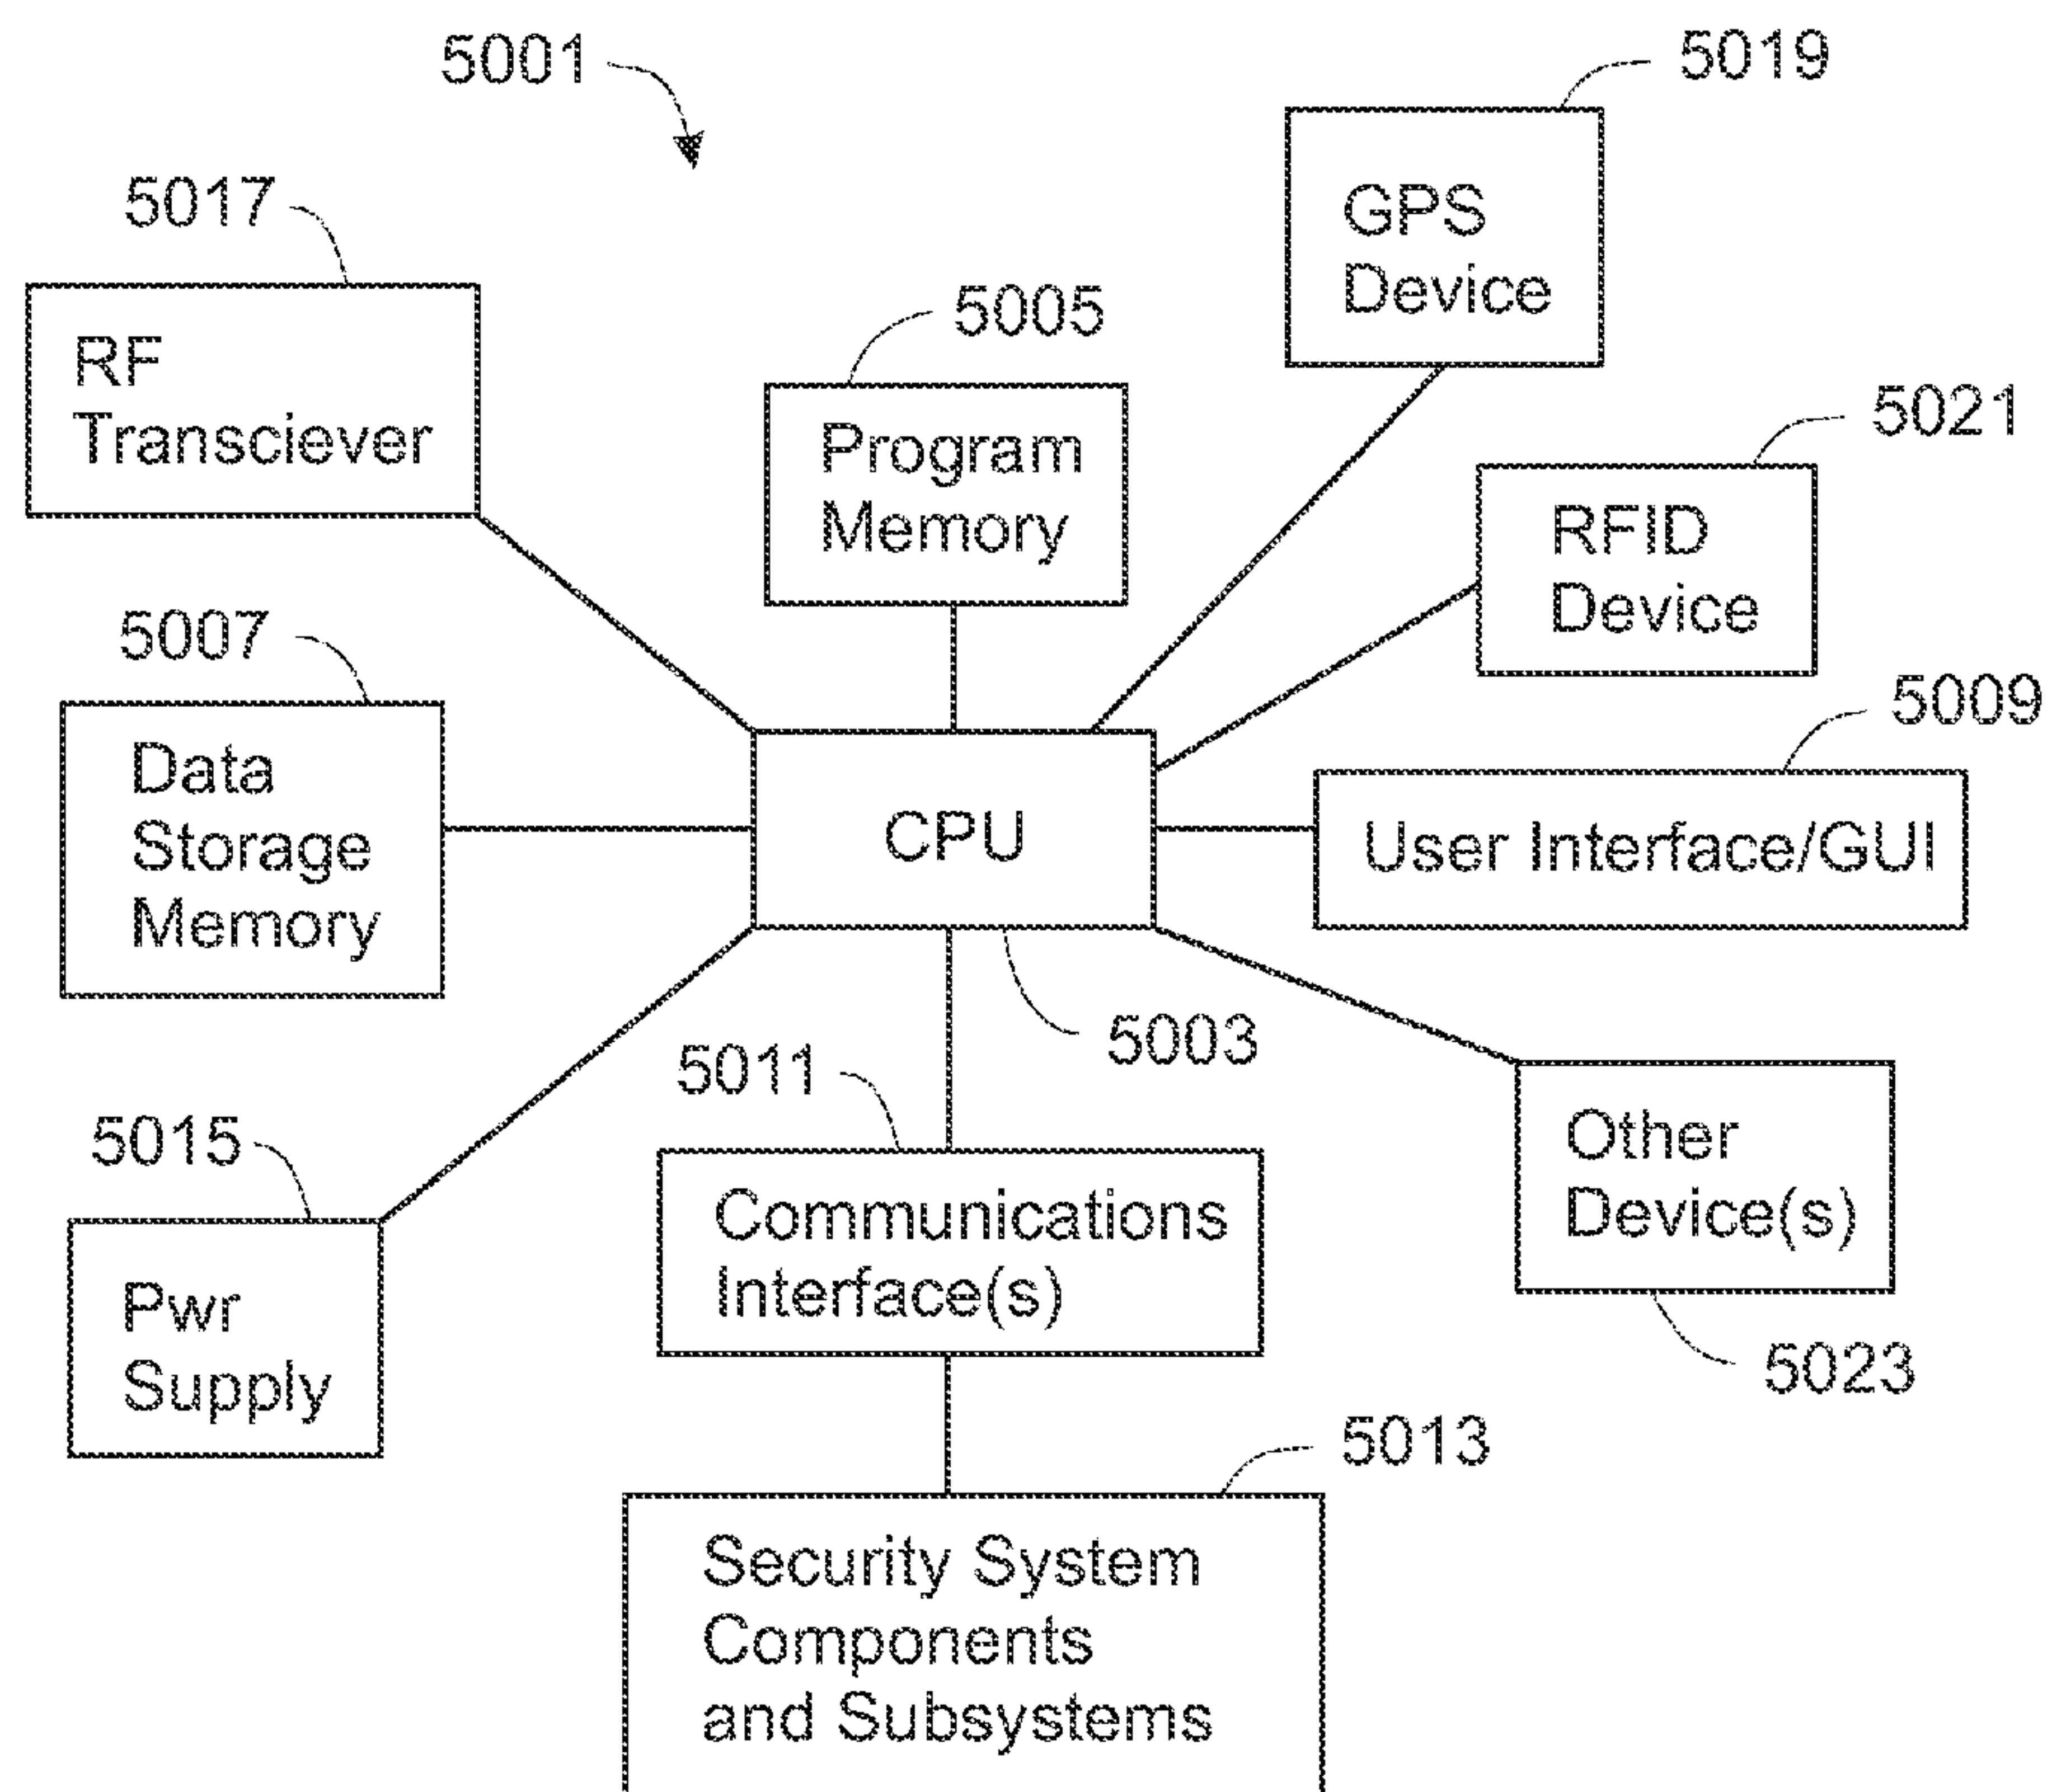 5001
5019
5017
GPS
Device
5005
RF
Transciever
5021
Program
Memory
RFID
Device
5007
5009
Data
Storage
Memory
CPU
User Interface/GUI
5003
5011
5015
Other
Device(s)
Communications
Interface(s)
Pwr
Supply
5023
5013
Security System
Components
and Subsystems